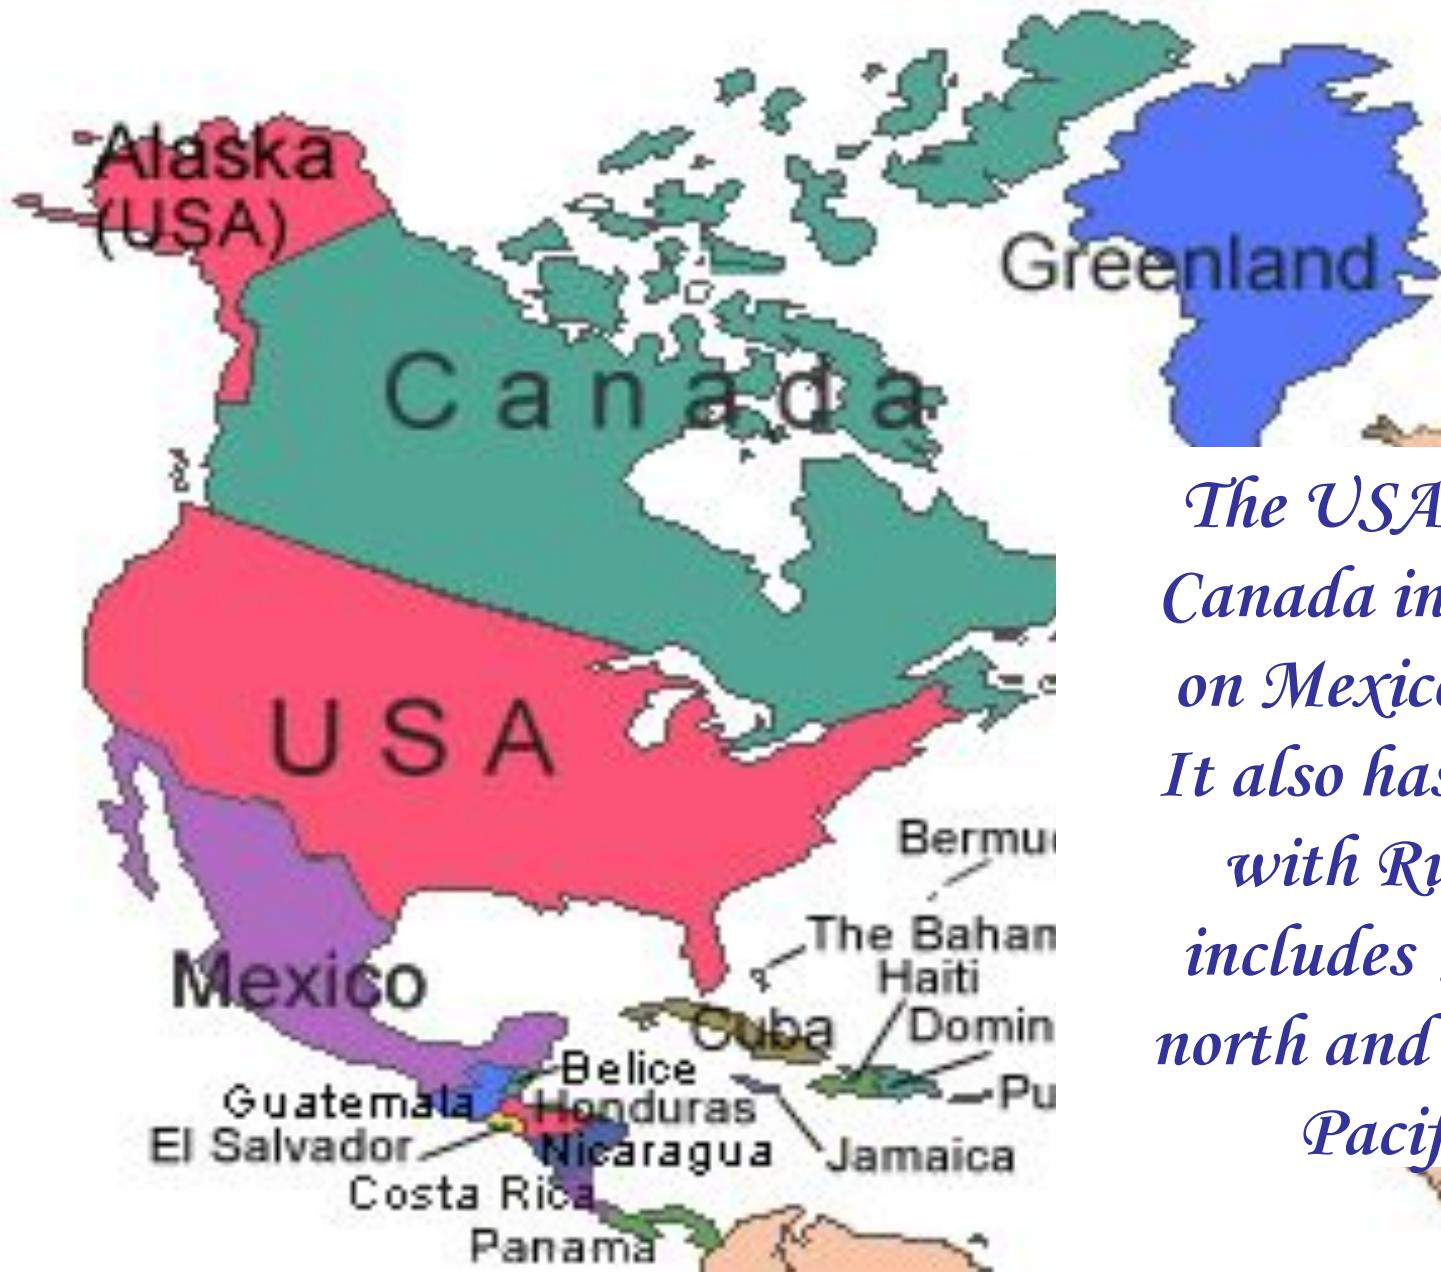 Alaska
(USA)
Greenland
Canada
The USA
Canada in
on Mexico
It also has
with Ru
includes
north and
Pacif
USA
Bermu
The Baham
Haiti
Mexico
Cuba
Domin
Belice
Pu
Guatemala
Honduras
El Salvador
Nicaragua
Jamaica
Costa Rica
Panama